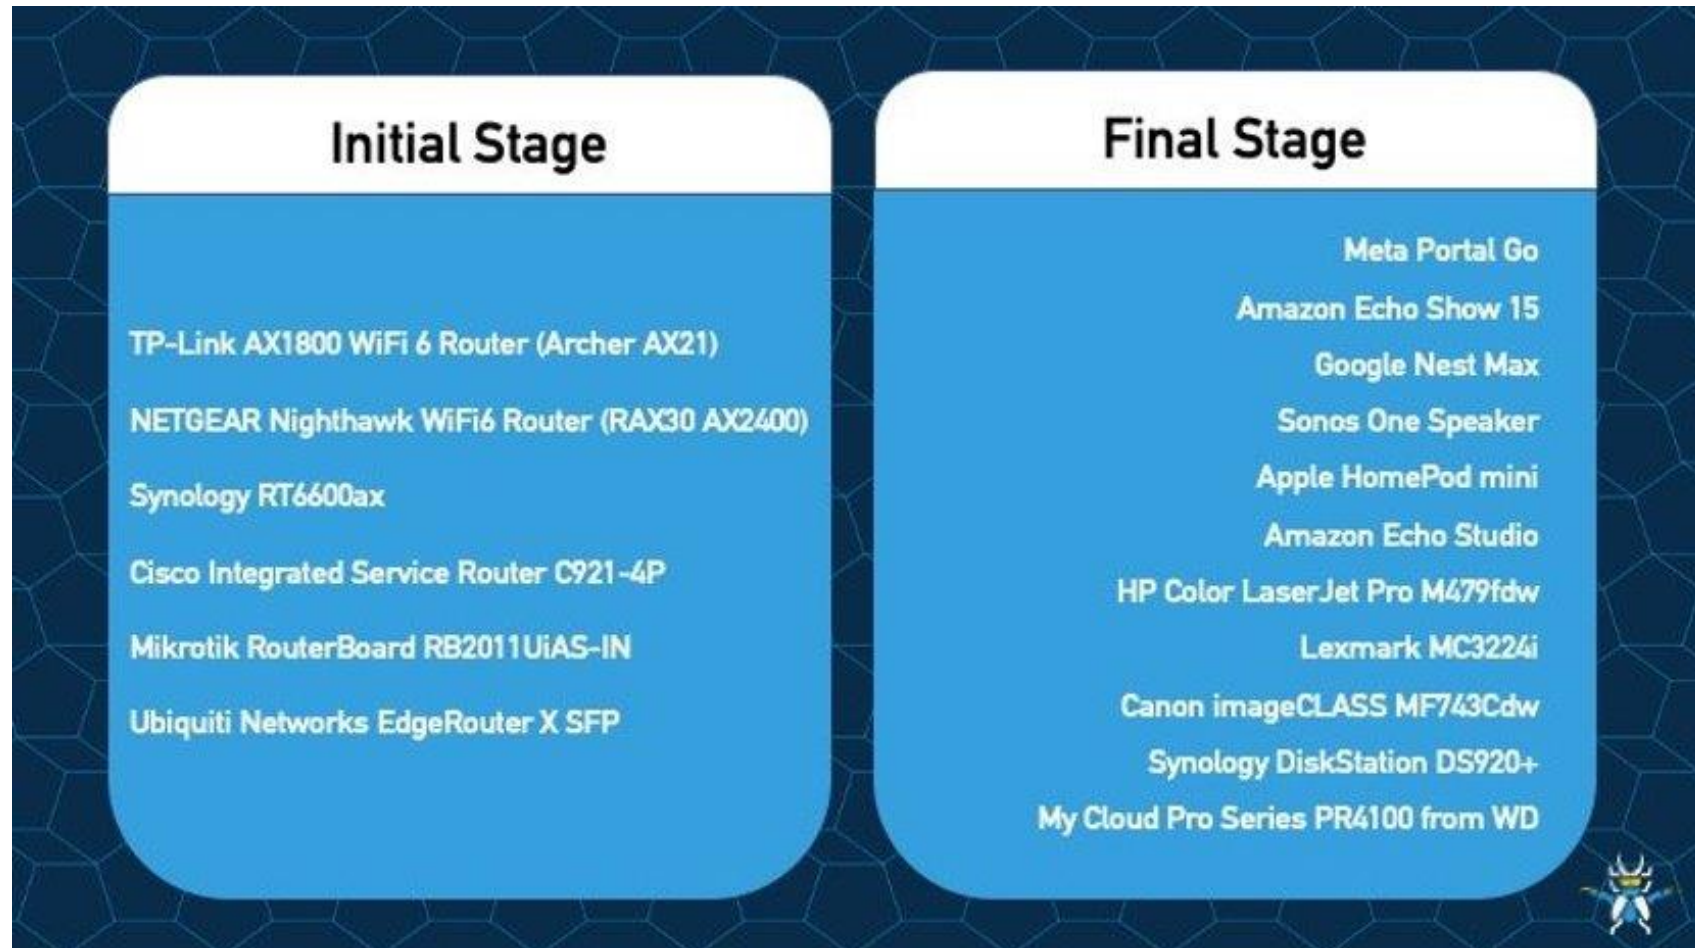 Initial Stage
TP-Link AX1800 WiFi 6 Router (Archer AX21)
NETGEAR Nighthawk WiFi6 Router (RAX30 AX2400)
Synology RT6600ax
Cisco Integrated Service Router C921-4P
Mikrotik RouterBoard RB2011UiAS-IN
Ubiquiti Networks EdgeRouter X SFP
Final Stage
Meta Portal Go
Amazon Echo Show 15
Google Nest Max
Sonos One Speaker
Apple HomePod mini
Amazon Echo Studio
HP Color LaserJet Pro M479fdw
Lexmark MC3224i
Canon imageCLASS MF743Cdw
Synology DiskStation DS920+
My Cloud Pro Series PR4100 from WD